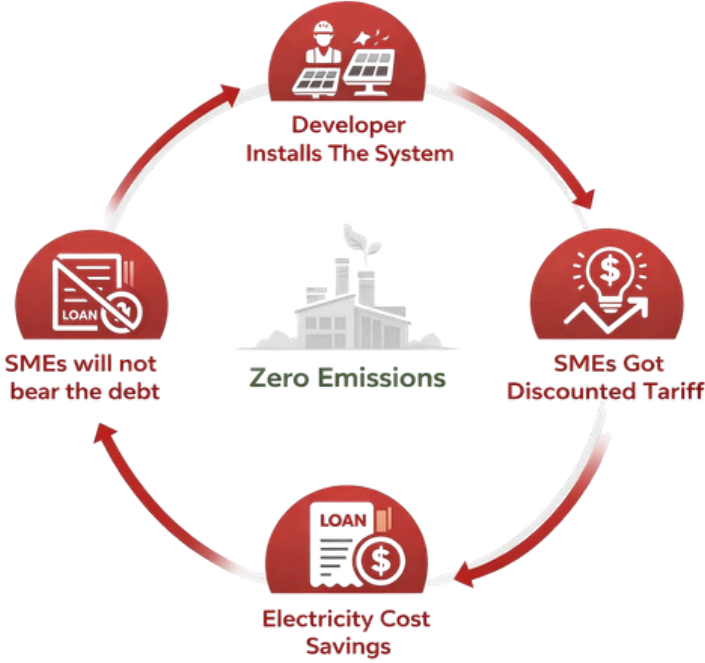 Developer
Installs The System
$
SMEs Got
Discounted Tariff
LOAN
$
Electricity Cost
Savings
LOAN
SMEs will not
bear the debt
Zero Emissions